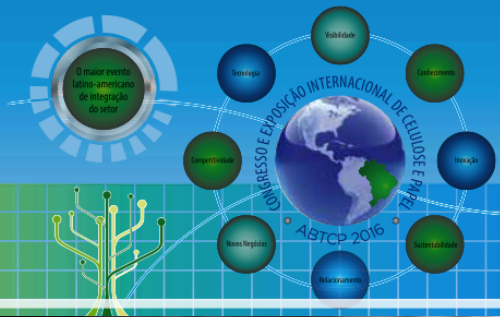 O maior evento
latino-americano
de integração
do setor
Visibilidade
Tecnologia
Conhecimento
Competitividade
Inovação
Novos Negócios
Sustentabilidade
Relacionamento
CONGRESSO E EXPOSIÇÃO INTERNACIONAL DE CELULOSE E PAPEL
ABTCP 2016